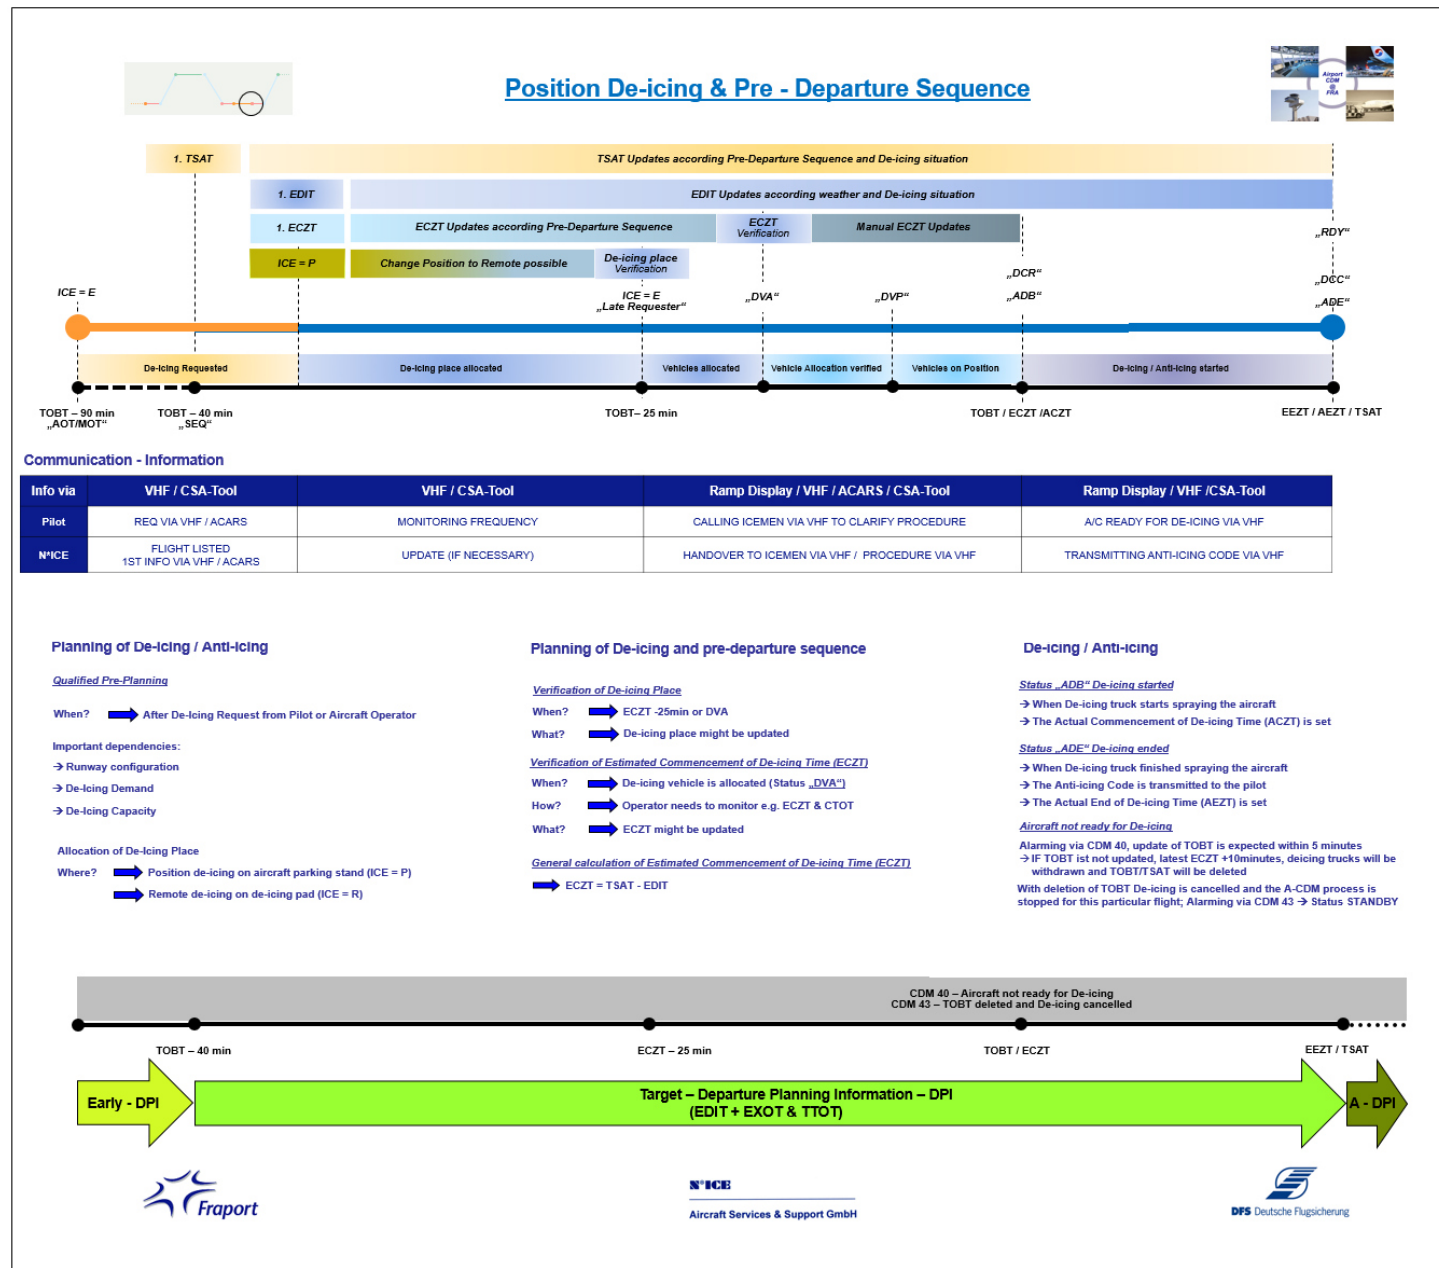 Position De-icing & Pre - Departure Sequence
Airport
CDM
@
FRA
1. TSAT
TSAT Updates according Pre-Departure Sequence and De-icing situation
1. EDIT
EDIT Updates according weather and De-icing situation
1. ECZT
ECZT Updates according Pre-Departure Sequence
ECZT
Verification
Manual ECZT Updates
ICE = P
Change Position to Remote possible
De-icing place
Verification
„RDY“
„DCR“
„DCC“
ICE = E
ICE = E
„Late Requester“
„DVA“
„DVP“
„ADB“
„ADE“
De-Icing Requested
De-icing place allocated
Vehicles allocated
Vehicle Allocation verified
Vehicles on Position
De-icing / Anti-icing started
TOBT – 90 min
„AOT/MOT“
TOBT – 40 min
„SEQ“
TOBT– 25 min
TOBT / ECZT /ACZT
EEZT / AEZT / TSAT
Communication - Information
Info via
VHF / CSA-Tool
VHF / CSA-Tool
Ramp Display / VHF / ACARS / CSA-Tool
Ramp Display / VHF /CSA-Tool
Pilot
REQ VIA VHF / ACARS
MONITORING FREQUENCY
CALLING ICEMEN VIA VHF TO CLARIFY PROCEDURE
A/C READY FOR DE-ICING VIA VHF
N*ICE
FLIGHT LISTED
1ST INFO VIA VHF / ACARS
UPDATE (IF NECESSARY)
HANDOVER TO ICEMEN VIA VHF / PROCEDURE VIA VHF
TRANSMITTING ANTI-ICING CODE VIA VHF
Planning of De-icing / Anti-icing
Qualified Pre-Planning
When? After De-Icing Request from Pilot or Aircraft Operator
Important dependencies:
→ Runway configuration
→ De-Icing Demand
→ De-Icing Capacity
Allocation of De-Icing Place
Where? Position de-icing on aircraft parking stand (ICE = P)
Remote de-icing on de-icing pad (ICE = R)
Planning of De-icing and pre-departure sequence
Verification of De-icing Place
When? ECZT -25min or DVA
What? De-icing place might be updated
Verification of Estimated Commencement of De-icing Time (ECZT)
When? De-icing vehicle is allocated (Status „DVA“)
How? Operator needs to monitor e.g. ECZT & CTOT
What? ECZT might be updated
General calculation of Estimated Commencement of De-icing Time (ECZT)
ECZT = TSAT - EDIT
De-icing / Anti-icing
Status „ADB“ De-icing started
→ When De-icing truck starts spraying the aircraft
→ The Actual Commencement of De-icing Time (ACZT) is set
Status „ADE“ De-icing ended
→ When De-icing truck finished spraying the aircraft
→ The Anti-icing Code is transmitted to the pilot
→ The Actual End of De-icing Time (AEZT) is set
Aircraft not ready for De-icing
Alarming via CDM 40, update of TOBT is expected within 5 minutes
→ IF TOBT ist not updated, latest ECZT +10minutes, deicing trucks will be
withdrawn and TOBT/TSAT will be deleted
With deletion of TOBT De-icing is cancelled and the A-CDM process is
stopped for this particular flight; Alarming via CDM 43 → Status STANDBY
CDM 40 – Aircraft not ready for De-icing
CDM 43 – TOBT deleted and De-icing cancelled
TOBT – 40 min
ECZT – 25 min
TOBT / ECZT
EEZT / TSAT
Early - DPI
Target – Departure Planning Information – DPI
(EDIT + EXOT & TTOT)
A - DPI
Fraport
N*ICE
Aircraft Services & Support GmbH
DFS Deutsche Flugsicherung